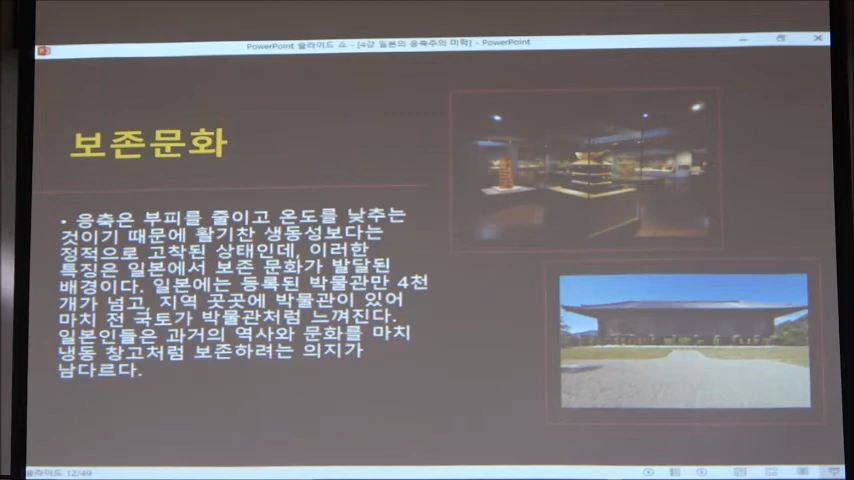 PowerPoint 슬라이드 쇼 - [4강 일본의 응축주의 미학] - PowerPoint
보존문화
• 응축은 부피를 줄이고 온도를 낮추는
것이기 때문에 활기찬 생동성보다는
정적으로 고착된 상태인데, 이러한
특징은 일본에서 보존 문화가 발달된
배경이다. 일본에는 등록된 박물관만 4천
개가 넘고, 지역 곳곳에 박물관이 있어
마치 전 국토가 박물관처럼 느껴진다.
일본인들은 과거의 역사와 문화를 마치
냉동 창고처럼 보존하려는 의지가
남다르다.
슬라이드 12/49